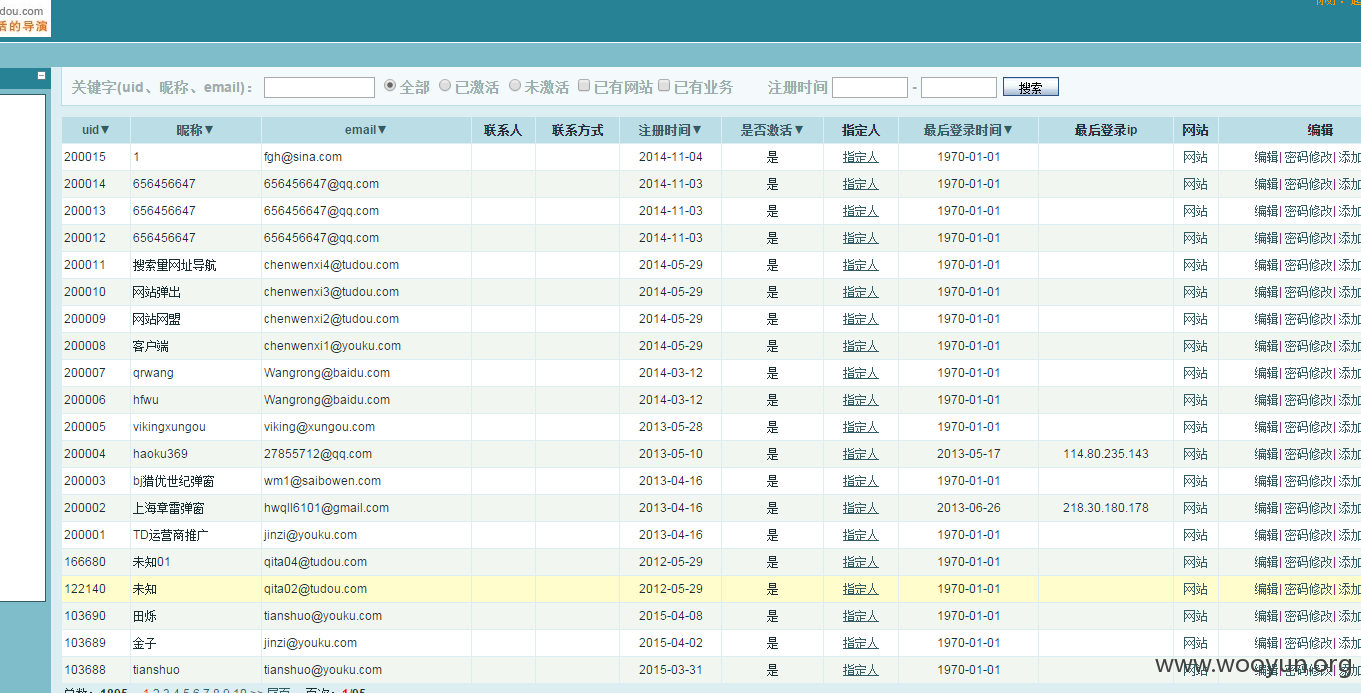 dou.com
活的导演
关键字(uid、昵称、email)： 全部 已激活 未激活 已有网站 已有业务 注册时间 - 搜索
uid▼ 昵称▼ email▼ 联系人 联系方式 注册时间▼ 是否激活▼ 指定人 最后登录时间▼ 最后登录ip 网站 编辑
200015 1 fgh@sina.com 2014-11-04 是 指定人 1970-01-01 网站 编辑| 密码修改| 添加
200014 656456647 656456647@qq.com 2014-11-03 是 指定人 1970-01-01 网站 编辑| 密码修改| 添加
200013 656456647 656456647@qq.com 2014-11-03 是 指定人 1970-01-01 网站 编辑| 密码修改| 添加
200012 656456647 656456647@qq.com 2014-11-03 是 指定人 1970-01-01 网站 编辑| 密码修改| 添加
200011 搜索里网址导航 chenwenxi4@tudou.com 2014-05-29 是 指定人 1970-01-01 网站 编辑| 密码修改| 添加
200010 网站弹出 chenwenxi3@tudou.com 2014-05-29 是 指定人 1970-01-01 网站 编辑| 密码修改| 添加
200009 网站网盟 chenwenxi2@tudou.com 2014-05-29 是 指定人 1970-01-01 网站 编辑| 密码修改| 添加
200008 客户端 chenwenxi1@youku.com 2014-05-29 是 指定人 1970-01-01 网站 编辑| 密码修改| 添加
200007 qrwang Wangrong@baidu.com 2014-03-12 是 指定人 1970-01-01 网站 编辑| 密码修改| 添加
200006 hfwu Wangrong@baidu.com 2014-03-12 是 指定人 1970-01-01 网站 编辑| 密码修改| 添加
200005 vikingxungou viking@xungou.com 2013-05-28 是 指定人 1970-01-01 网站 编辑| 密码修改| 添加
200004 haoku369 27855712@qq.com 2013-05-10 是 指定人 2013-05-17 114.80.235.143 网站 编辑| 密码修改| 添加
200003 bj猎优世纪弹窗 wm1@saibowen.com 2013-04-16 是 指定人 1970-01-01 网站 编辑| 密码修改| 添加
200002 上海章雷弹窗 hwqll6101@gmail.com 2013-04-16 是 指定人 2013-06-26 218.30.180.178 网站 编辑| 密码修改| 添加
200001 TD运营商推广 jinzi@youku.com 2013-04-16 是 指定人 1970-01-01 网站 编辑| 密码修改| 添加
166680 未知01 qita04@tudou.com 2012-05-29 是 指定人 1970-01-01 网站 编辑| 密码修改| 添加
122140 未知 qita02@tudou.com 2012-05-29 是 指定人 1970-01-01 网站 编辑| 密码修改| 添加
103690 田烁 tianshuo@youku.com 2015-04-08 是 指定人 1970-01-01 网站 编辑| 密码修改| 添加
103689 金子 jinzi@youku.com 2015-04-02 是 指定人 1970-01-01 网站 编辑| 密码修改| 添加
103688 tianshuo tianshuo@youku.com 2015-03-31 是 指定人 1970-01-01 网站 编辑| 密码修改| 添加
www.wooyun.org
总数： 1895 1 2 3 4 5 6 7 8 9 10 >> 尾页 页次： 1/95